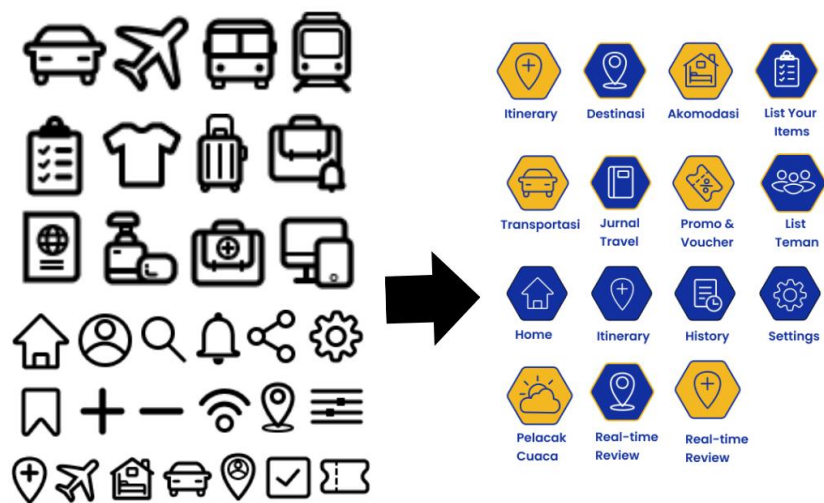 Itinerary
Destinasi
Akomodasi
List Your
Items
Transportasi
Jurnal
Travel
Promo &
Voucher
List
Teman
Home
Itinerary
History
Settings
Pelacak
Cuaca
Real-time
Review
Real-time
Review